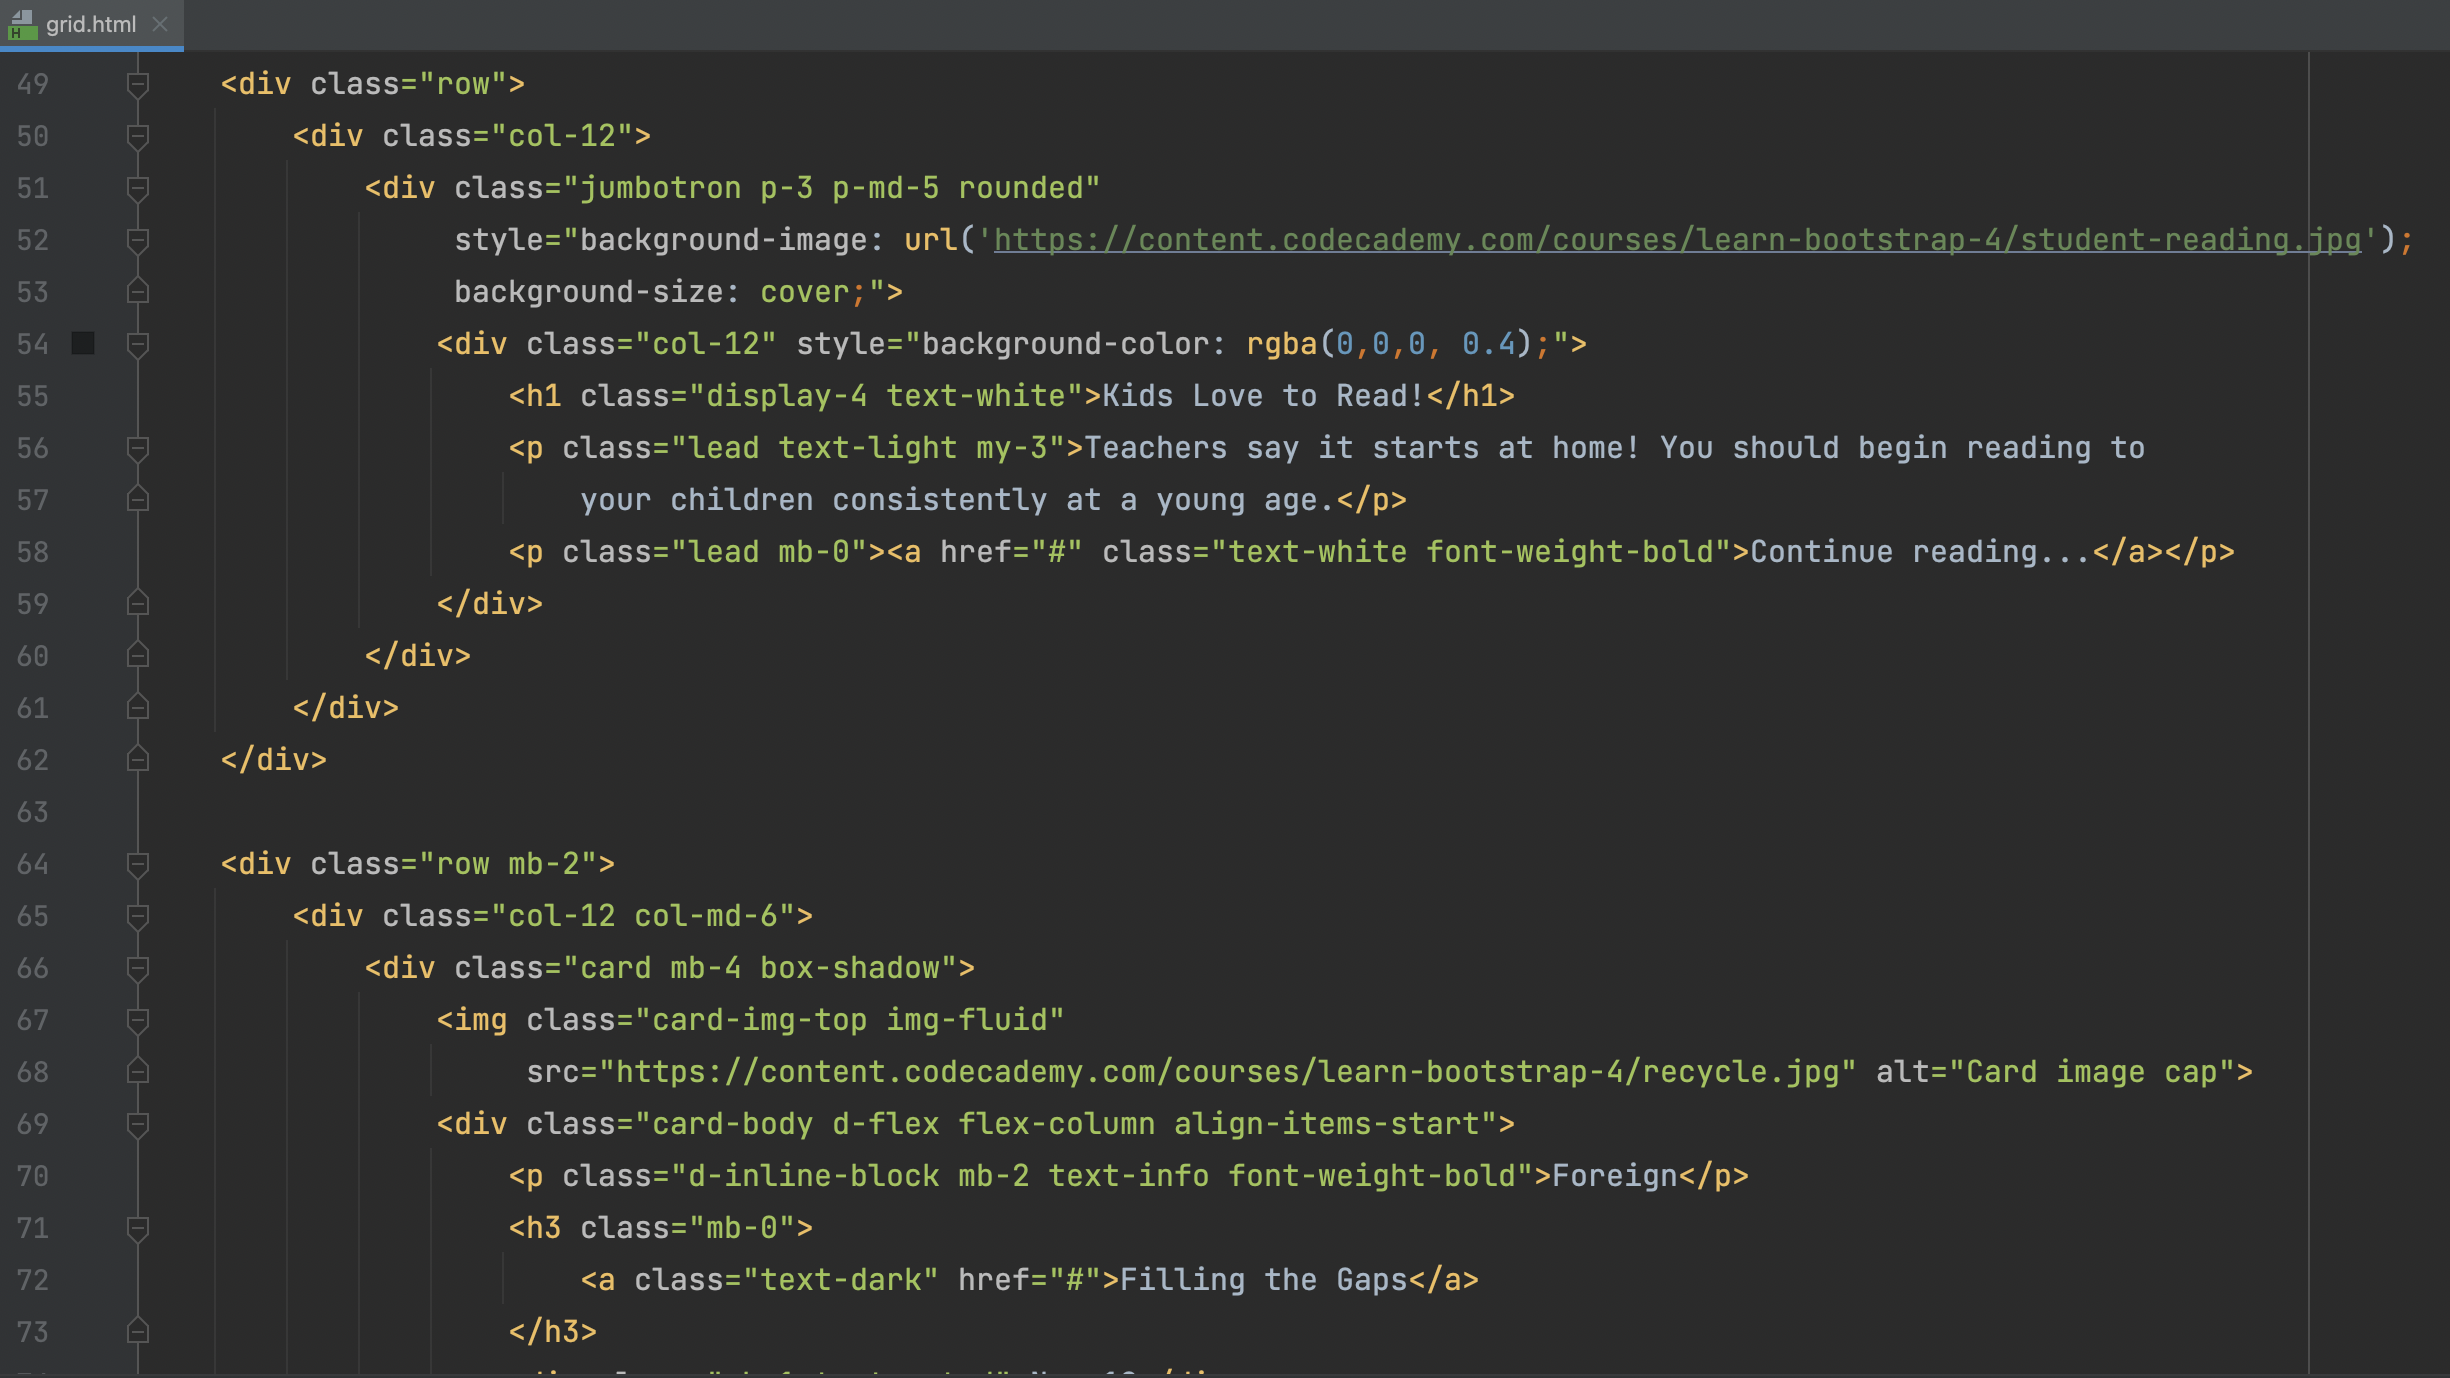 grid.html
49 <div class="row">
50 <div class="col-12">
51 <div class="jumbotron p-3 p-md-5 rounded"
52 style="background-image: url('https://content.codecademy.com/courses/learn-bootstrap-4/student-reading.jpg');
53 background-size: cover;">
54 <div class="col-12" style="background-color: rgba(0,0,0, 0.4);">
55 <h1 class="display-4 text-white">Kids Love to Read!</h1>
56 <p class="lead text-light my-3">Teachers say it starts at home! You should begin reading to
57 your children consistently at a young age.</p>
58 <p class="lead mb-0"><a href="#" class="text-white font-weight-bold">Continue reading...</a></p>
59 </div>
60 </div>
61 </div>
62 </div>
63
64 <div class="row mb-2">
65 <div class="col-12 col-md-6">
66 <div class="card mb-4 box-shadow">
67 <img class="card-img-top img-fluid"
68 src="https://content.codecademy.com/courses/learn-bootstrap-4/recycle.jpg" alt="Card image cap">
69 <div class="card-body d-flex flex-column align-items-start">
70 <p class="d-inline-block mb-2 text-info font-weight-bold">Foreign</p>
71 <h3 class="mb-0">
72 <a class="text-dark" href="#">Filling the Gaps</a>
73 </h3>